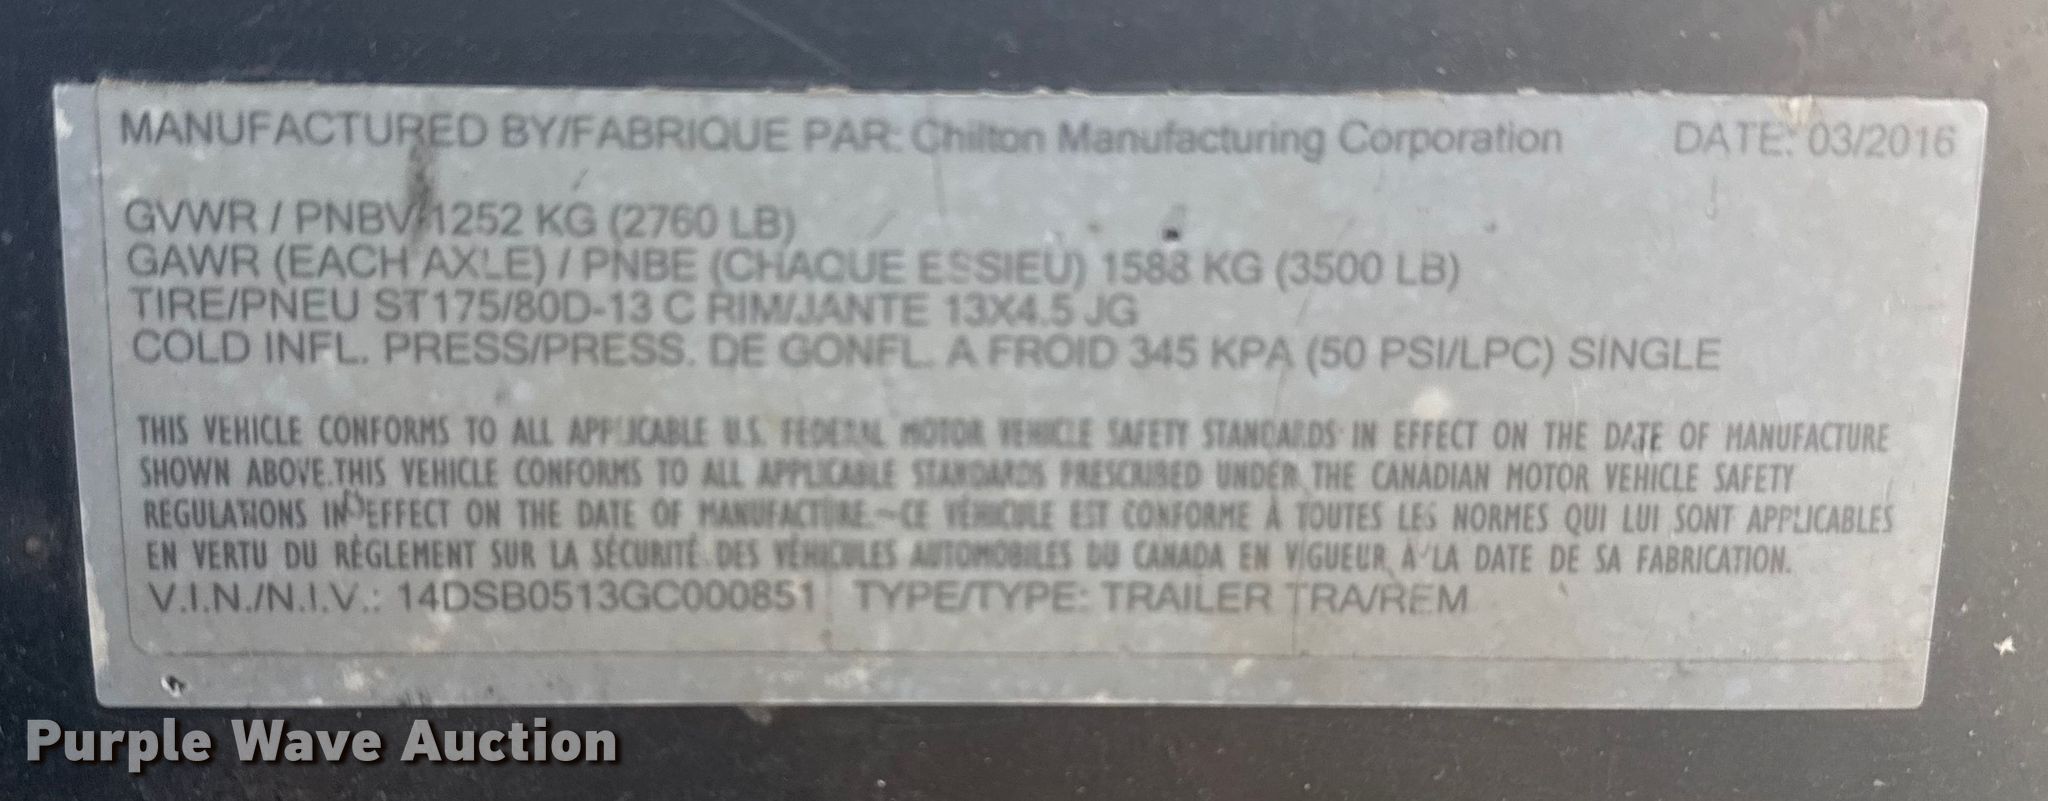 MANUFACTURED BY/FABRIQUE PAR: Chilton Manufacturing Corporation DATE: 03/2016
GVWR / PNBV 1252 KG (2760 LB)
GAWR (EACH AXLE) / PNBE (CHAQUE ESSIEU) 1588 KG (3500 LB)
TIRE/PNEU ST175/80D-13 C RIM/JANTE 13X4.5 JG
COLD INFL. PRESS/PRESS. DE GONFL. A FROID 345 KPA (50 PSI/LPC) SINGLE
THIS VEHICLE CONFORMS TO ALL APPLICABLE U.S. FEDERAL MOTOR VEHICLE SAFETY STANDARDS IN EFFECT ON THE DATE OF MANUFACTURE
SHOWN ABOVE.THIS VEHICLE CONFORMS TO ALL APPLICABLE STANDARDS PRESCRIBED UNDER THE CANADIAN MOTOR VEHICLE SAFETY
REGULATIONS IN EFFECT ON THE DATE OF MANUFACTURE.~CE VÉHICULE EST CONFORME À TOUTES LES NORMES QUI LUI SONT APPLICABLES
EN VERTU DU RÈGLEMENT SUR LA SÉCURITÉ DES VÉHICULES AUTOMOBILES DU CANADA EN VIGUEUR À LA DATE DE SA FABRICATION.
V.I.N./N.I.V.: 14DSB0513GC000851 TYPE/TYPE: TRAILER TRA/REM
Purple Wave Auction